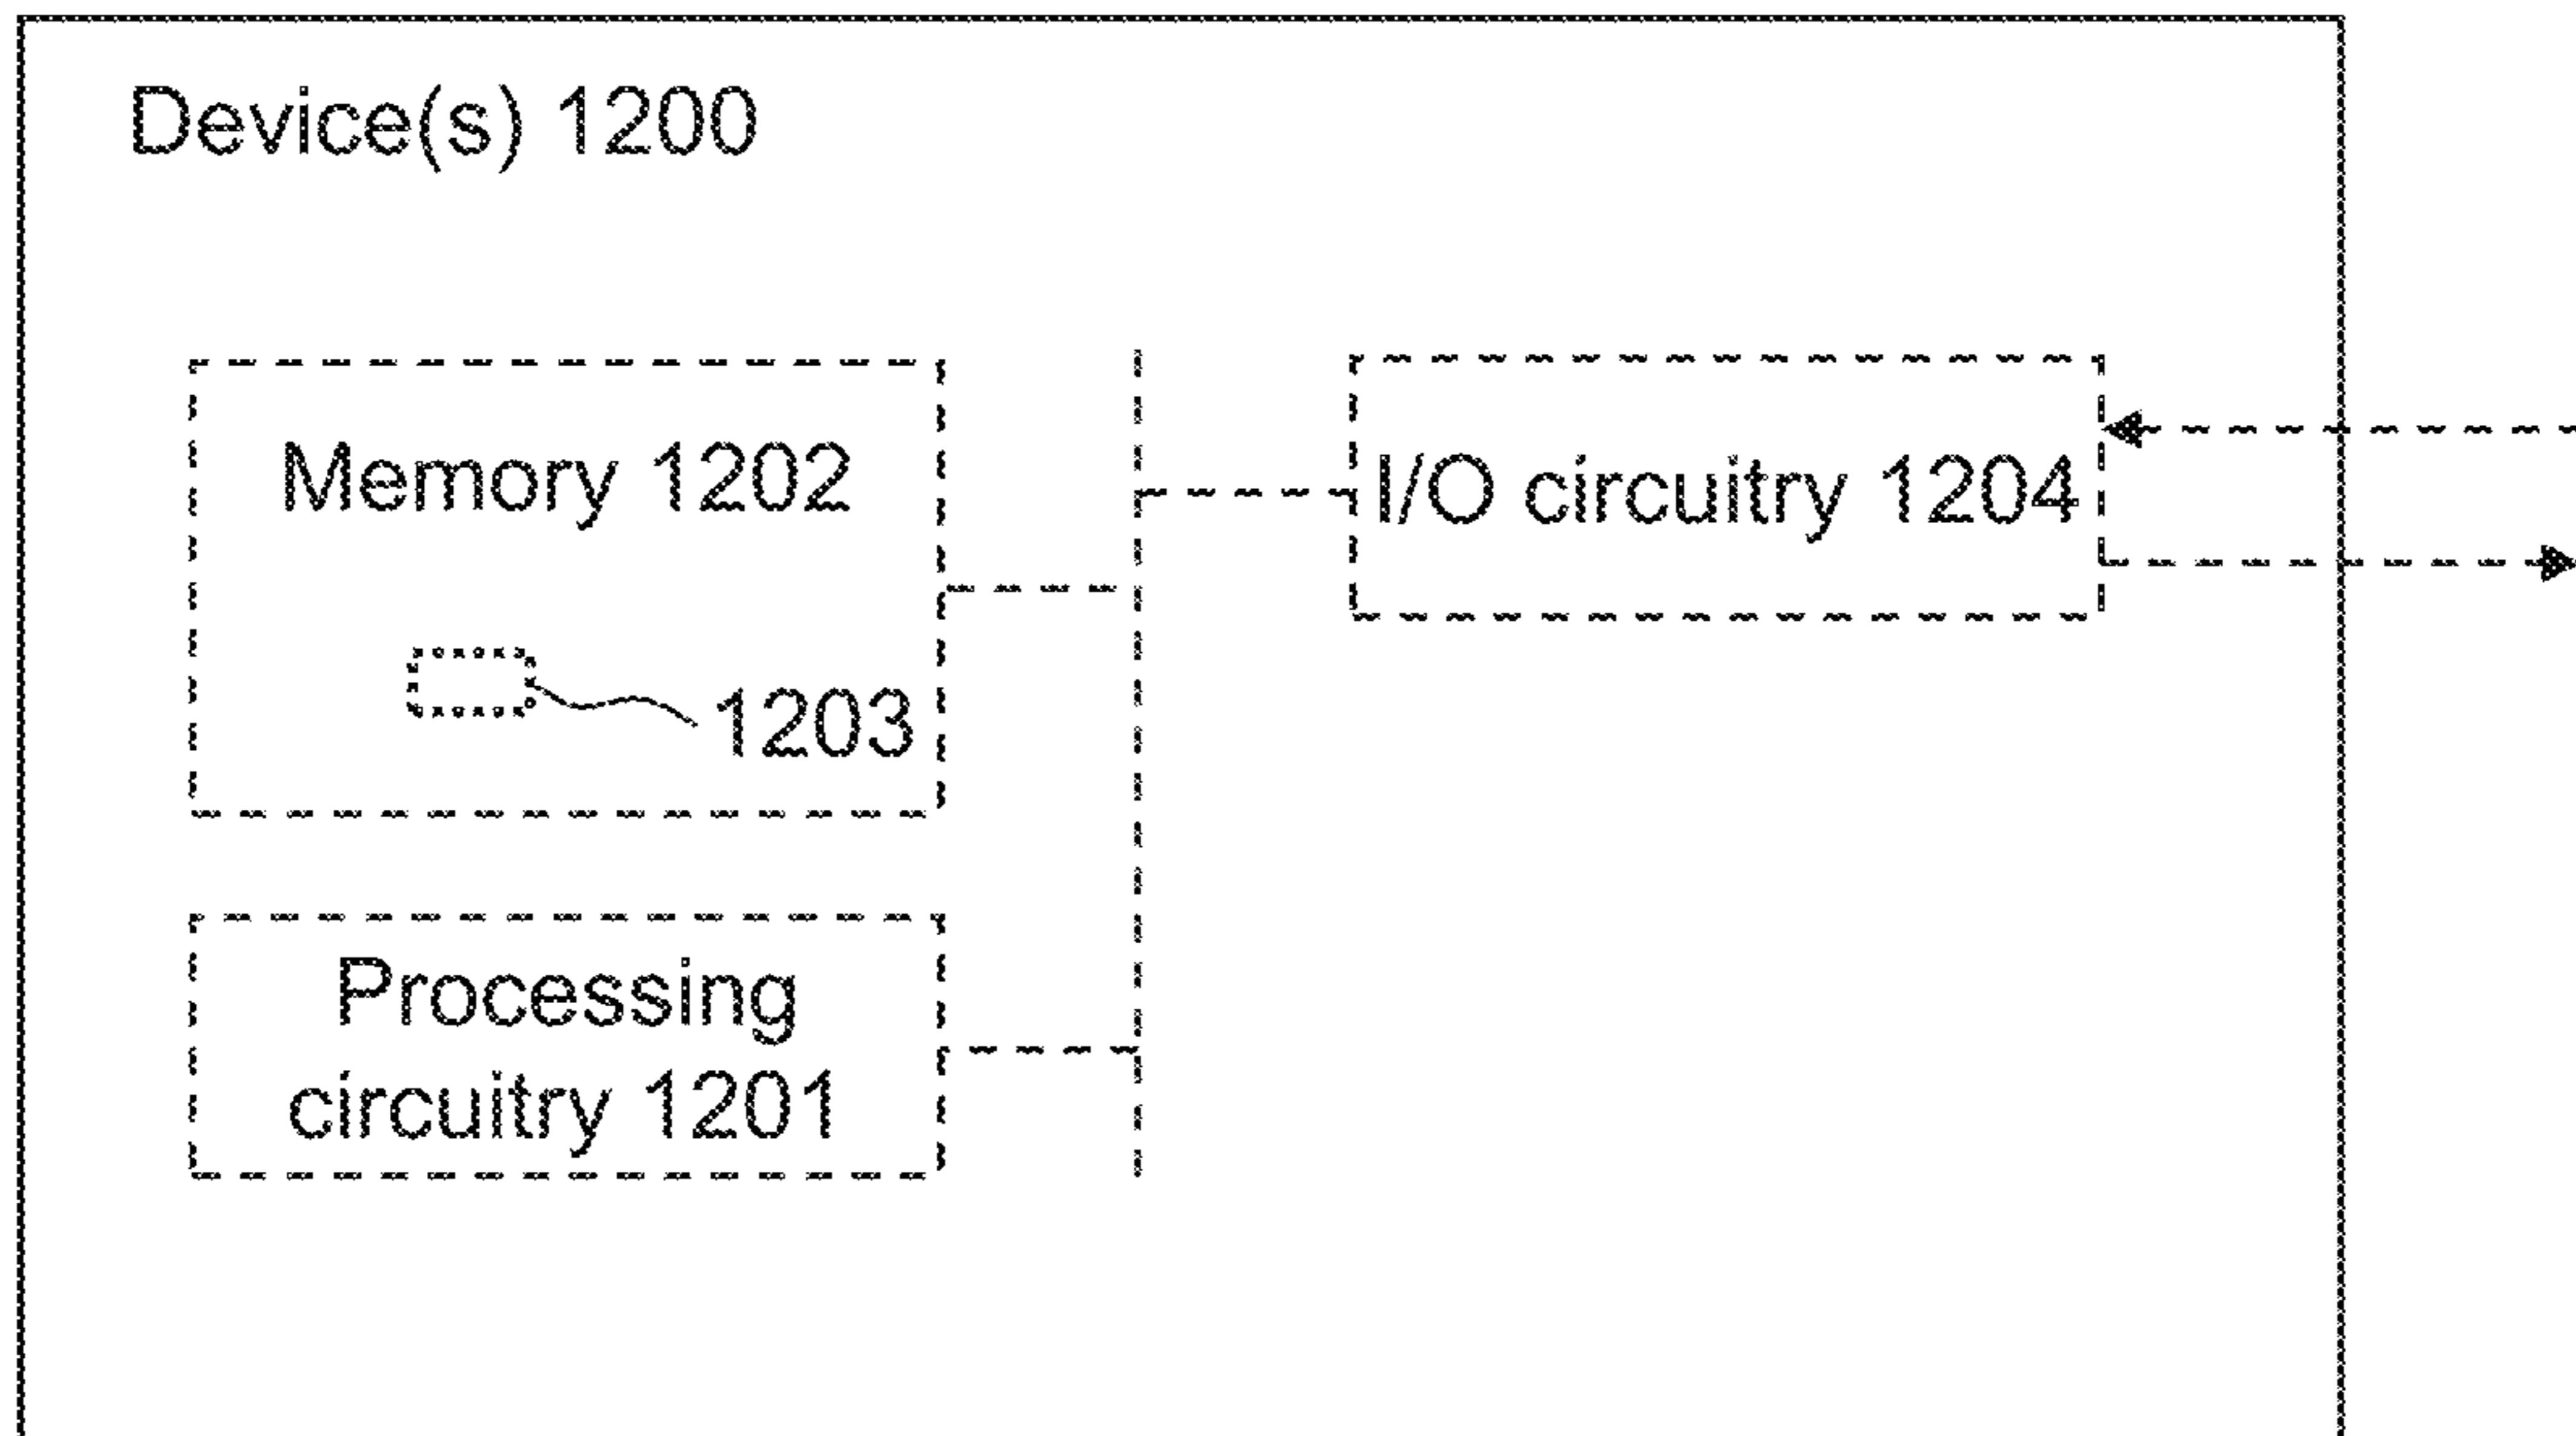 Device(s) 1200
Memory 1202
I/O circuitry 1204
1203
Processing
circuitry 1201